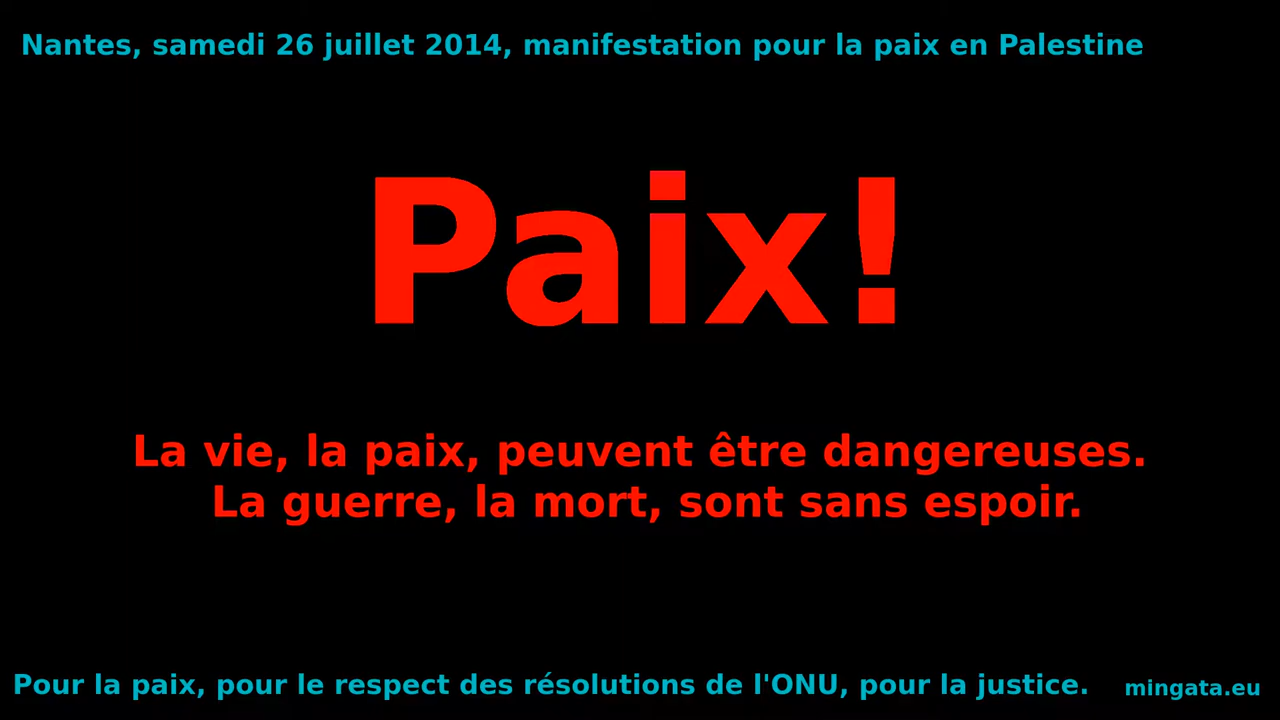 Nantes, samedi 26 juillet 2014, manifestation pour la paix en Palestine
Paix!
La vie, la paix, peuvent être dangereuses.
La guerre, la mort, sont sans espoir.
Pour la paix, pour le respect des résolutions de l'ONU, pour la justice.
mingata.eu